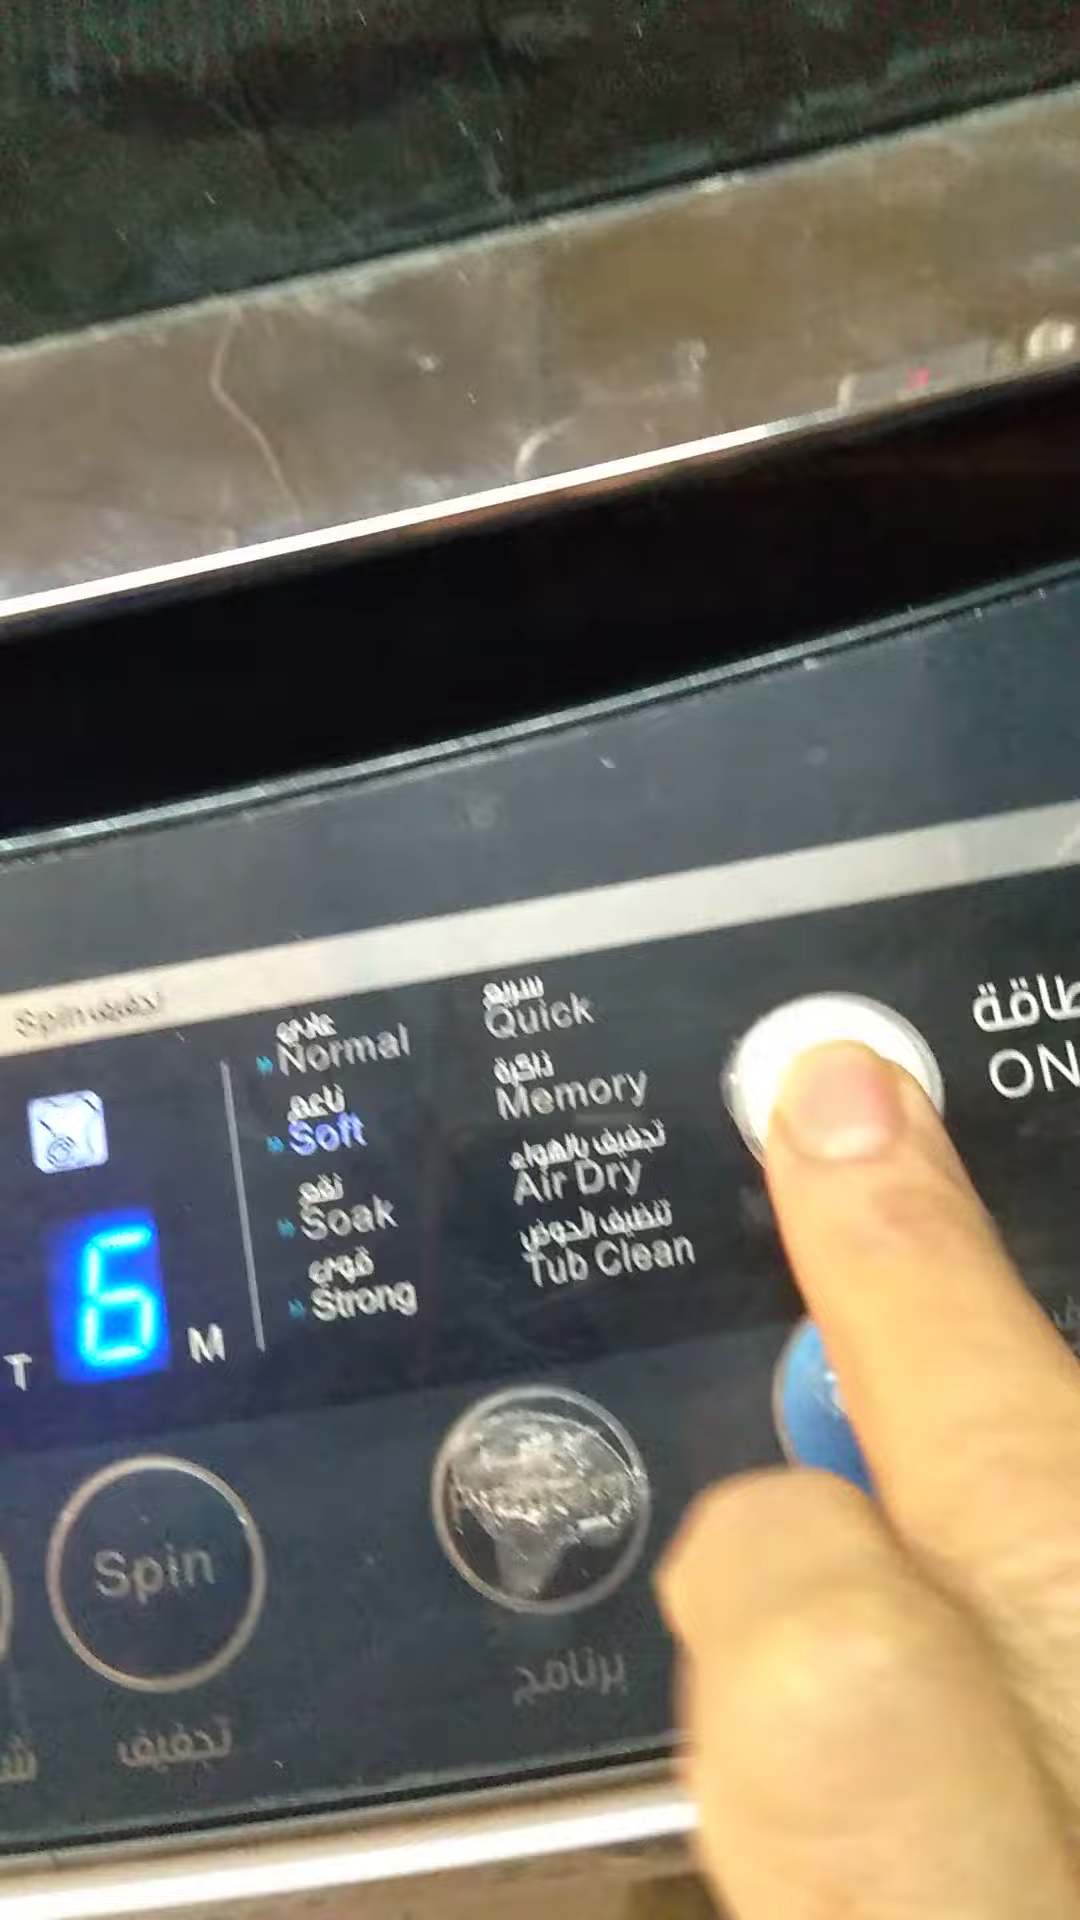 Spin تجفيف
عادي
Normal
ناعم
Soft
نقع
Soak
قوي
Strong
سريع
Quick
ذاكرة
Memory
تجفيف بالهواء
Air Dry
تنظيف الحوض
Tub Clean
ON
T 6 M
Spin
تجفيف
برنامج